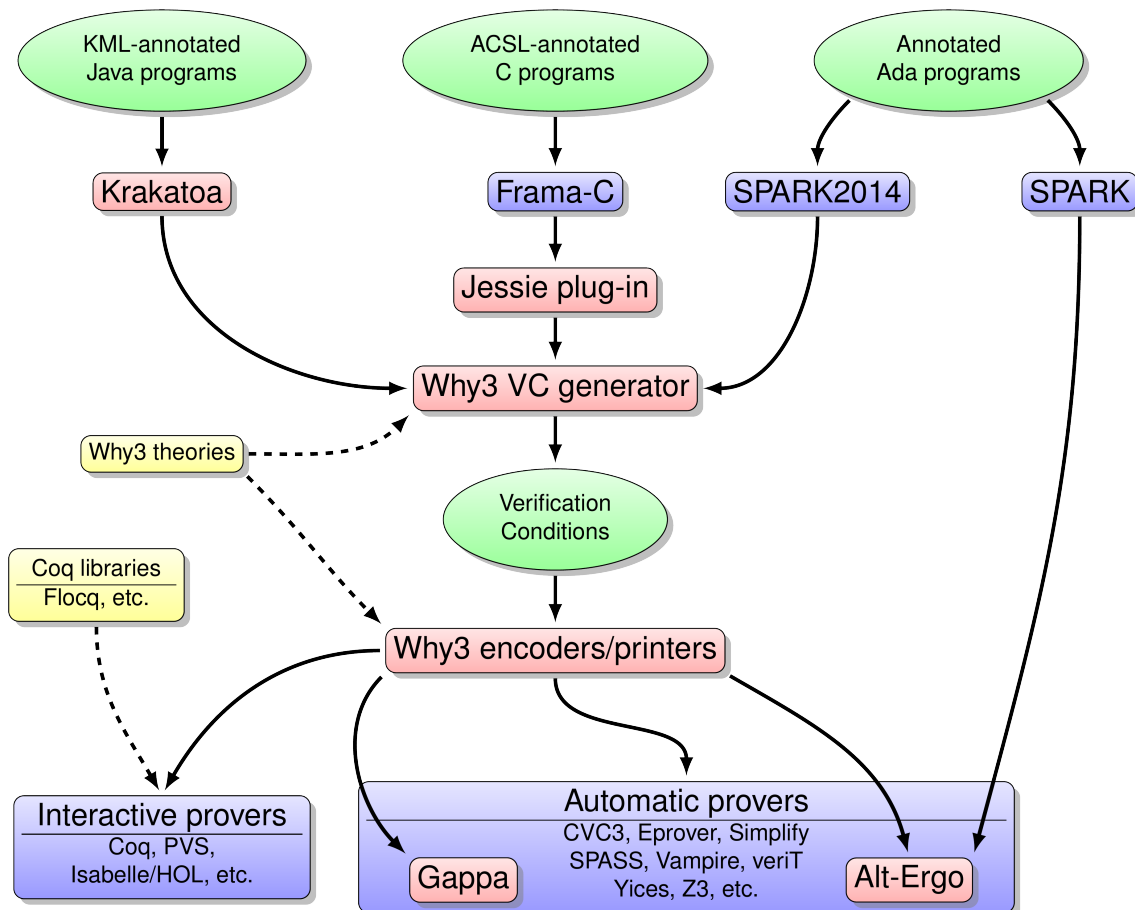 KML-annotated
Java programs
ACSL-annotated
C programs
Annotated
Ada programs
Krakatoa
Frama-C
SPARK2014
SPARK
Jessie plug-in
Why3 VC generator
Why3 theories
Verification
Conditions
Coq libraries
Flocq, etc.
Why3 encoders/printers
Interactive provers
Coq, PVS,
Isabelle/HOL, etc.
Automatic provers
CVC3, Eprover, Simplify
SPASS, Vampire, veriT
Yices, Z3, etc.
Gappa
Alt-Ergo